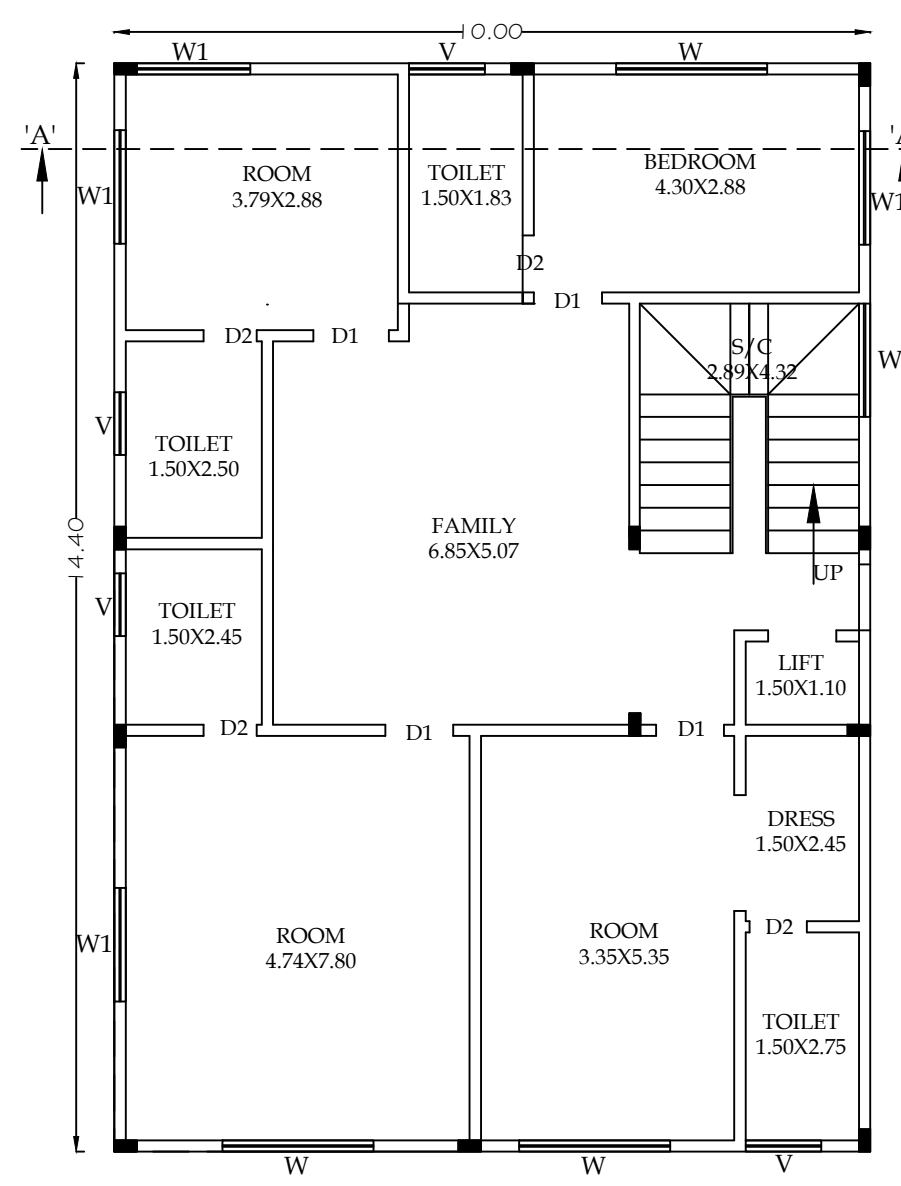 10.00
W1
V
W
'A'
'A
ROOM
3.79X2.88
TOILET
1.50X1.83
BEDROOM
4.30X2.88
W1
W1
D2
D1
D2
D1
S/C
2.89X4.32
W
V
TOILET
1.50X2.50
FAMILY
6.85X5.07
14.40
UP
V
TOILET
1.50X2.45
LIFT
1.50X1.10
D2
D1
D1
DRESS
1.50X2.45
W1
ROOM
4.74X7.80
ROOM
3.35X5.35
D2
TOILET
1.50X2.75
W
W
V